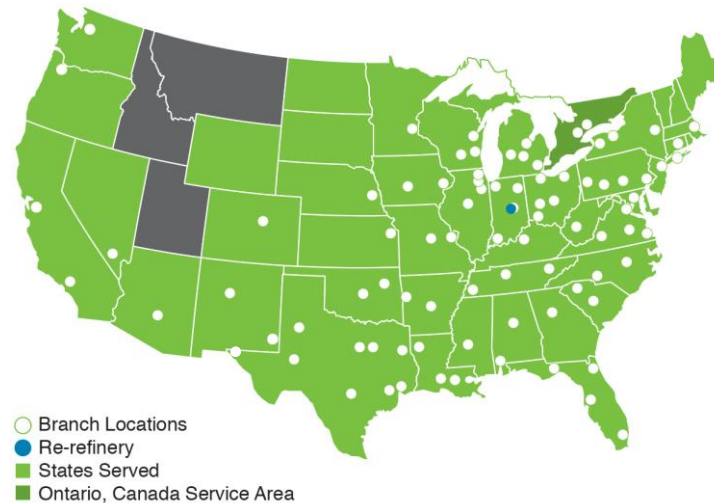 Branch Locations
Re-refinery
States Served
Ontario, Canada Service Area